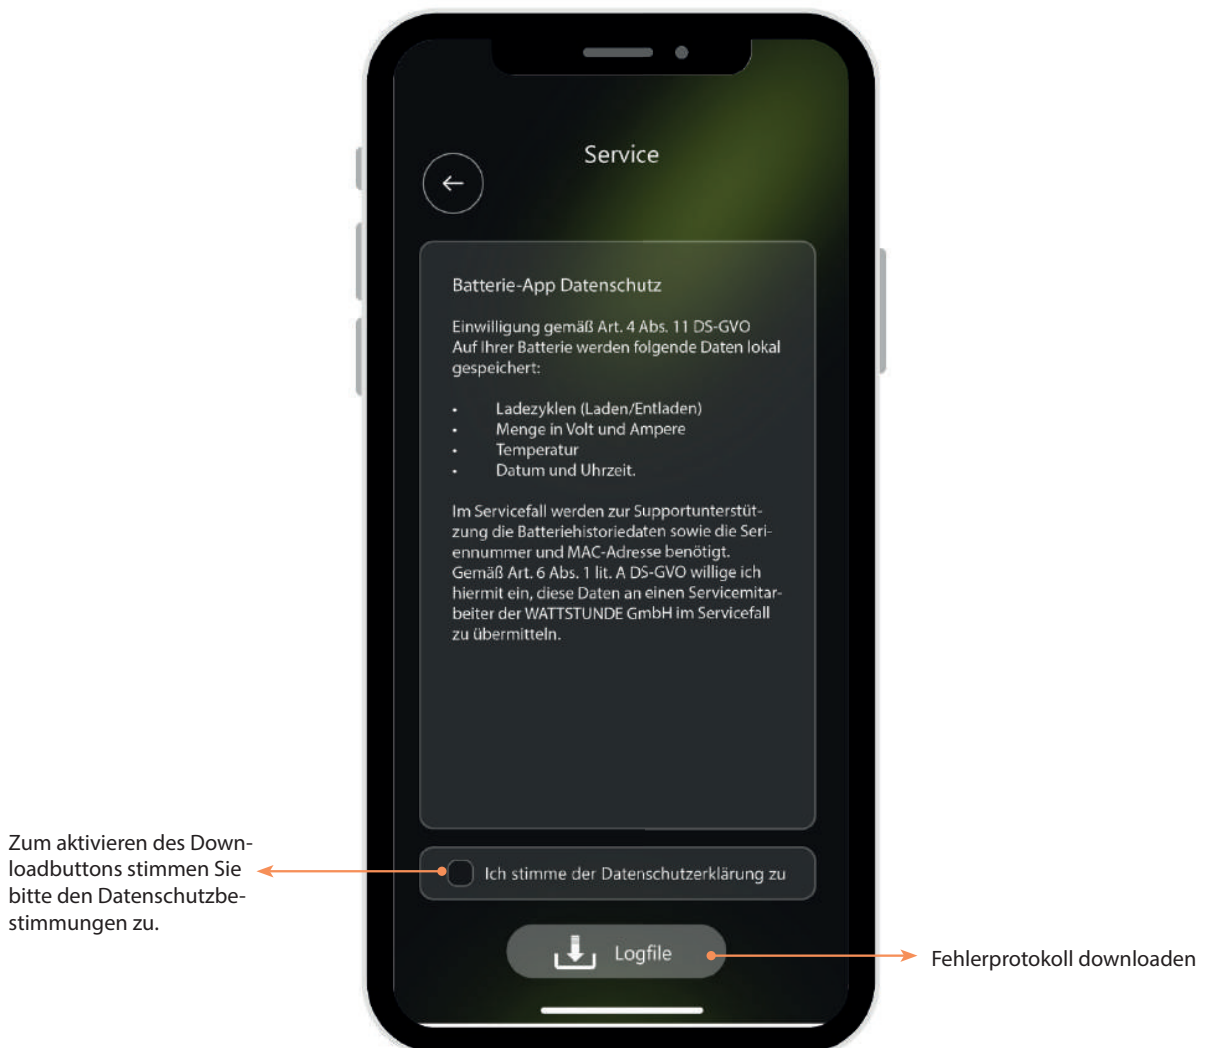 Service
Batterie-App Datenschutz
Einwilligung gemäß Art. 4 Abs. 11 DS-GVO
Auf Ihrer Batterie werden folgende Daten lokal
gespeichert:
• Ladezyklen (Laden/Entladen)
• Menge in Volt und Ampere
• Temperatur
• Datum und Uhrzeit.
Im Servicefall werden zur Supportunterstüt-
zung die Batteriehistoriedaten sowie die Seri-
ennummer und MAC-Adresse benötigt.
Gemäß Art. 6 Abs. 1 lit. A DS-GVO willige ich
hiermit ein, diese Daten an einen Servicemitar-
beiter der WATTSTUNDE GmbH im Servicefall
zu übermitteln.
Zum aktivieren des Down-
loadbuttons stimmen Sie
bitte den Datenschutzbe-
stimmungen zu.
Ich stimme der Datenschutzerklärung zu
Logfile
Fehlerprotokoll downloaden